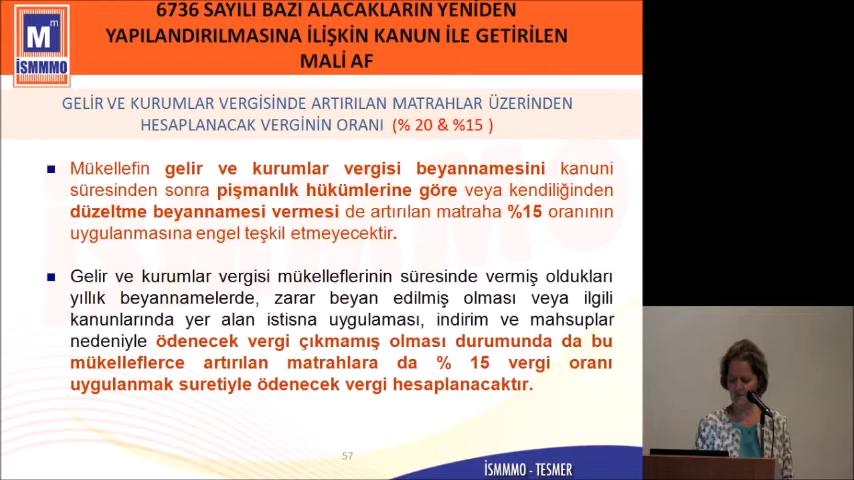 6736 SAYILI BAZI ALACAKLARIN YENİDEN
YAPILANDIRILMASINA İLİŞKİN KANUN İLE GETİRİLEN
MALİ AF
Mm
İSMMMO
GELİR VE KURUMLAR VERGİSİNDE ARTIRILAN MATRAHLAR ÜZERİNDEN
HESAPLANACAK VERGİNİN ORANI (% 20 & %15 )
Mükellefin gelir ve kurumlar vergisi beyannamesini kanuni
süresinden sonra pişmanlık hükümlerine göre veya kendiliğinden
düzeltme beyannamesi vermesi de artırılan matraha %15 oranının
uygulanmasına engel teşkil etmeyecektir.
Gelir ve kurumlar vergisi mükelleflerinin süresinde vermiş oldukları
yıllık beyannamelerde, zarar beyan edilmiş olması veya ilgili
kanunlarında yer alan istisna uygulaması, indirim ve mahsuplar
nedeniyle ödenecek vergi çıkmamış olması durumunda da bu
mükelleflerce artırılan matrahlara da % 15 vergi oranı
uygulanmak suretiyle ödenecek vergi hesaplanacaktır.
57
İSMMMO - TESMER